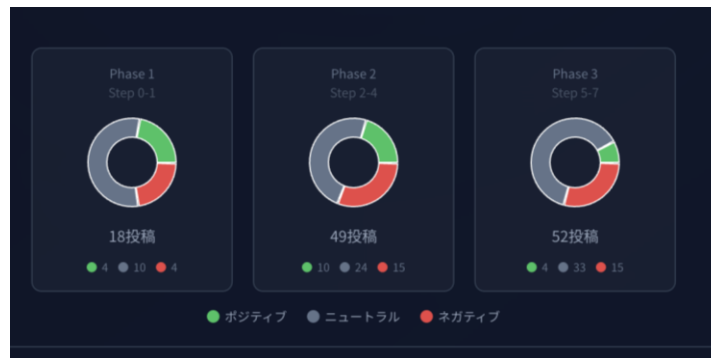 Phase 1
Step 0-1
18投稿
4 10 4
Phase 2
Step 2-4
49投稿
10 24 15
Phase 3
Step 5-7
52投稿
4 33 15
ポジティブ ニュートラル ネガティブ